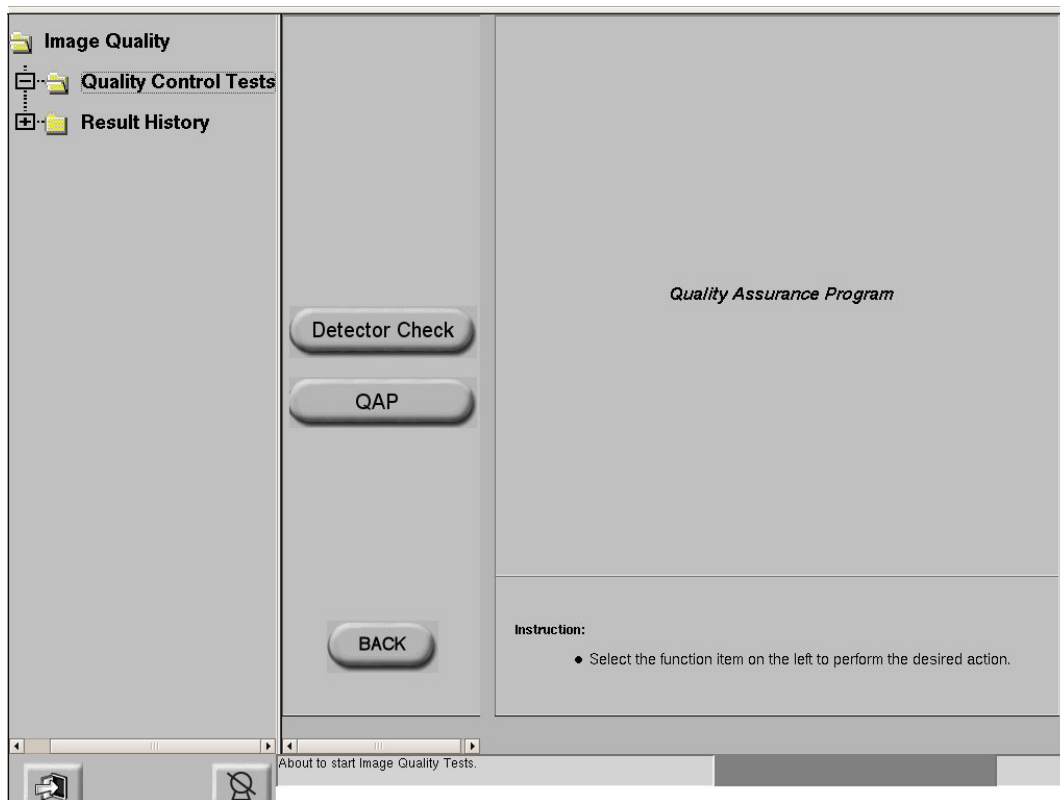 Image Quality
Quality Control Tests
Result History
Detector Check
QAP
BACK
Quality Assurance Program
Instruction:
● Select the function item on the left to perform the desired action.
About to start Image Quality Tests.